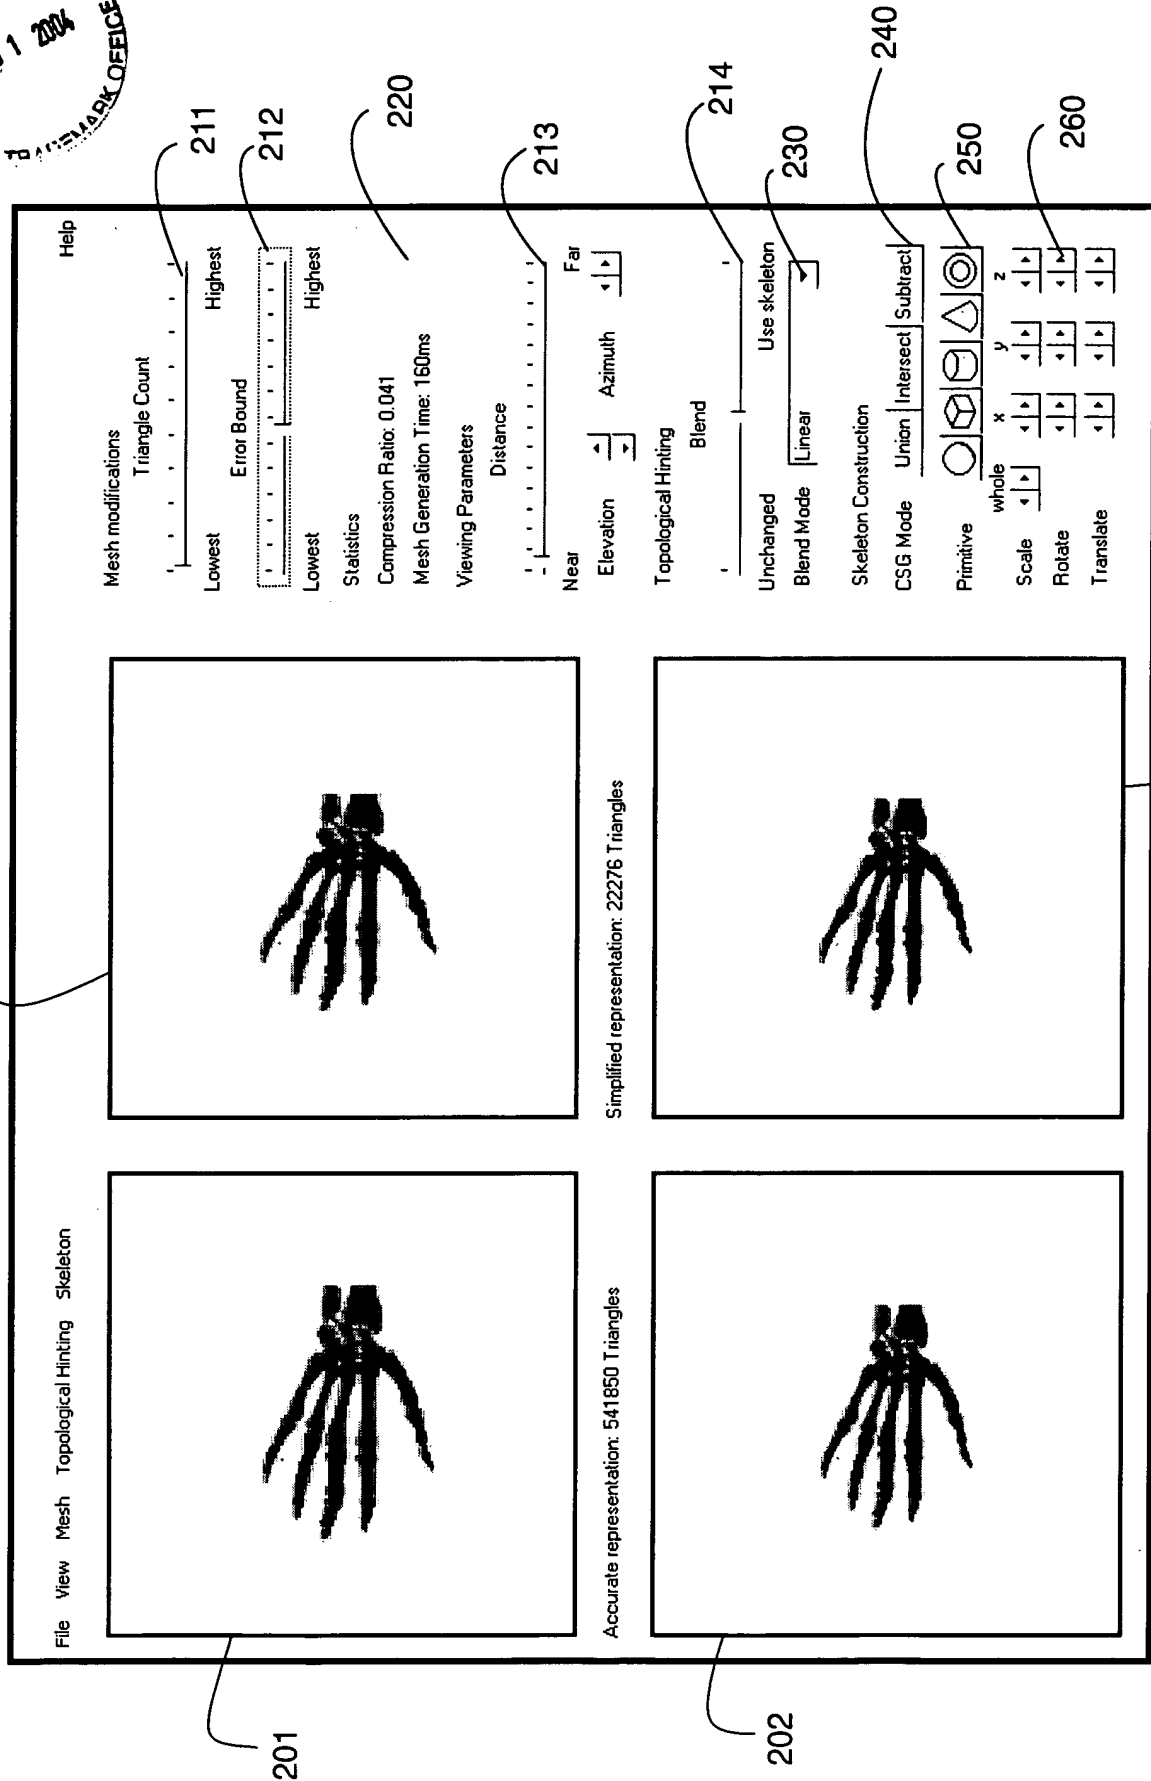 1 2004
OFFICE
File View Mesh Topological Hinting Skeleton Help
201
Accurate representation: 541850 Triangles
202
Simplified representation: 22276 Triangles
Mesh modifications
Triangle Count
211
Lowest Highest
Error Bound
212
Lowest Highest
Statistics
220
Compression Ratio: 0.041
Mesh Generation Time: 160ms
Viewing Parameters
Distance
213
Near Far
Elevation Azimuth
Topological Hinting
Blend
214
Unchanged Use skeleton
Blend Mode Linear
230
Skeleton Construction
CSG Mode Union Intersect Subtract
240
Primitive
250
whole x y z
Scale
Rotate
260
Translate